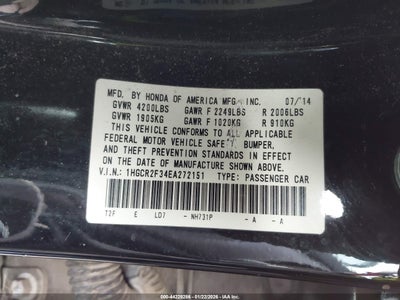 MFD. BY HONDA OF AMERICA MFG., INC. 07/14
GVWR 4200LBS GAWR F 2249LBS R 2006LBS
GVWR 1905KG GAWR F 1020KG R 910KG
THIS VEHICLE CONFORMS TO ALL APPLICABLE
FEDERAL MOTOR VEHICLE SAFETY, BUMPER,
AND THEFT PREVENTION STANDARDS IN EFFECT
ON THE DATE OF MANUFACTURE SHOWN ABOVE.
V.I.N.: 1HGCR2F34EA272151 TYPE: PASSENGER CAR
T2F E LD7 - NH731P - A - A
000-44229288 - 01/22/2026 - IAA Holdings, LLC